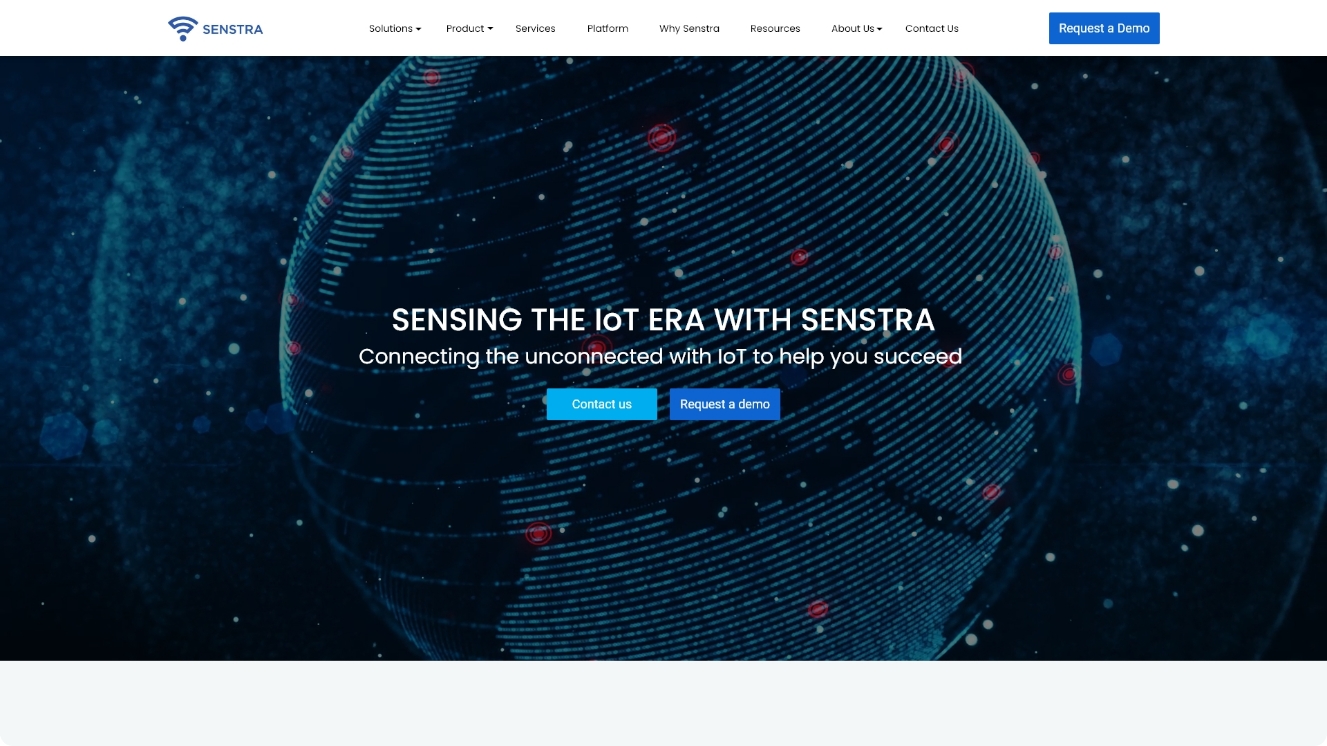 SENSTRA
Solutions
Product
Services
Platform
Why Senstra
Resources
About Us
Contact Us
Request a Demo
SENSING THE IoT ERA WITH SENSTRA
Connecting the unconnected with IoT to help you succeed
Contact us
Request a demo